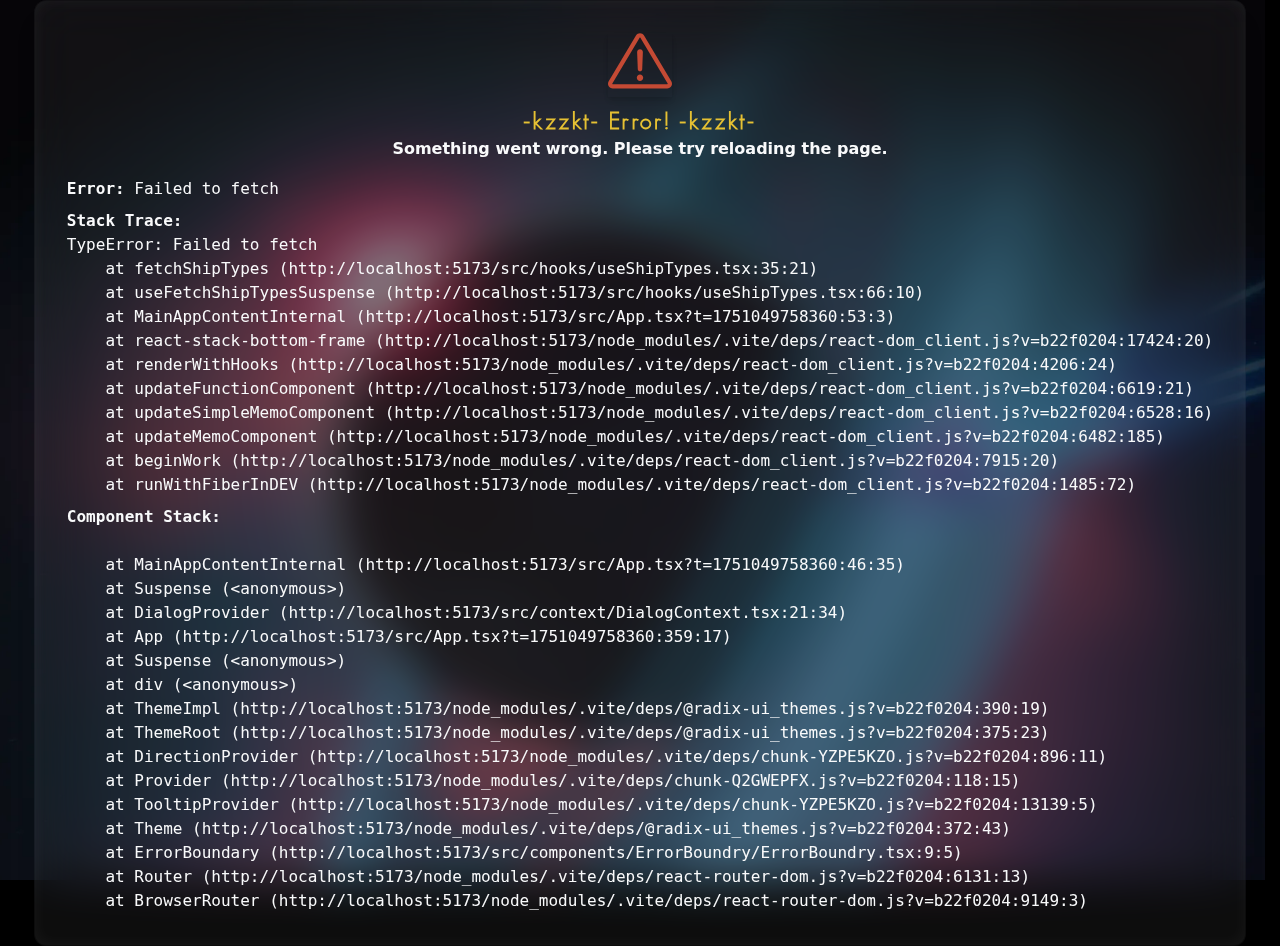 -kzzkt- Error! -kzzkt-
Something went wrong. Please try reloading the page.
Error: Failed to fetch
Stack Trace:
TypeError: Failed to fetch
    at fetchShipTypes (http://localhost:5173/src/hooks/useShipTypes.tsx:35:21)
    at useFetchShipTypesSuspense (http://localhost:5173/src/hooks/useShipTypes.tsx:66:10)
    at MainAppContentInternal (http://localhost:5173/src/App.tsx?t=1751049758360:53:3)
    at react-stack-bottom-frame (http://localhost:5173/node_modules/.vite/deps/react-dom_client.js?v=b22f0204:17424:20)
    at renderWithHooks (http://localhost:5173/node_modules/.vite/deps/react-dom_client.js?v=b22f0204:4206:24)
    at updateFunctionComponent (http://localhost:5173/node_modules/.vite/deps/react-dom_client.js?v=b22f0204:6619:21)
    at updateSimpleMemoComponent (http://localhost:5173/node_modules/.vite/deps/react-dom_client.js?v=b22f0204:6528:16)
    at updateMemoComponent (http://localhost:5173/node_modules/.vite/deps/react-dom_client.js?v=b22f0204:6482:185)
    at beginWork (http://localhost:5173/node_modules/.vite/deps/react-dom_client.js?v=b22f0204:7915:20)
    at runWithFiberInDEV (http://localhost:5173/node_modules/.vite/deps/react-dom_client.js?v=b22f0204:1485:72)
Component Stack:
    at MainAppContentInternal (http://localhost:5173/src/App.tsx?t=1751049758360:46:35)
    at Suspense (<anonymous>)
    at DialogProvider (http://localhost:5173/src/context/DialogContext.tsx:21:34)
    at App (http://localhost:5173/src/App.tsx?t=1751049758360:359:17)
    at Suspense (<anonymous>)
    at div (<anonymous>)
    at ThemeImpl (http://localhost:5173/node_modules/.vite/deps/@radix-ui_themes.js?v=b22f0204:390:19)
    at ThemeRoot (http://localhost:5173/node_modules/.vite/deps/@radix-ui_themes.js?v=b22f0204:375:23)
    at DirectionProvider (http://localhost:5173/node_modules/.vite/deps/chunk-YZPE5KZO.js?v=b22f0204:896:11)
    at Provider (http://localhost:5173/node_modules/.vite/deps/chunk-Q2GWEPFX.js?v=b22f0204:118:15)
    at TooltipProvider (http://localhost:5173/node_modules/.vite/deps/chunk-YZPE5KZO.js?v=b22f0204:13139:5)
    at Theme (http://localhost:5173/node_modules/.vite/deps/@radix-ui_themes.js?v=b22f0204:372:43)
    at ErrorBoundary (http://localhost:5173/src/components/ErrorBoundry/ErrorBoundry.tsx:9:5)
    at Router (http://localhost:5173/node_modules/.vite/deps/react-router-dom.js?v=b22f0204:6131:13)
    at BrowserRouter (http://localhost:5173/node_modules/.vite/deps/react-router-dom.js?v=b22f0204:9149:3)